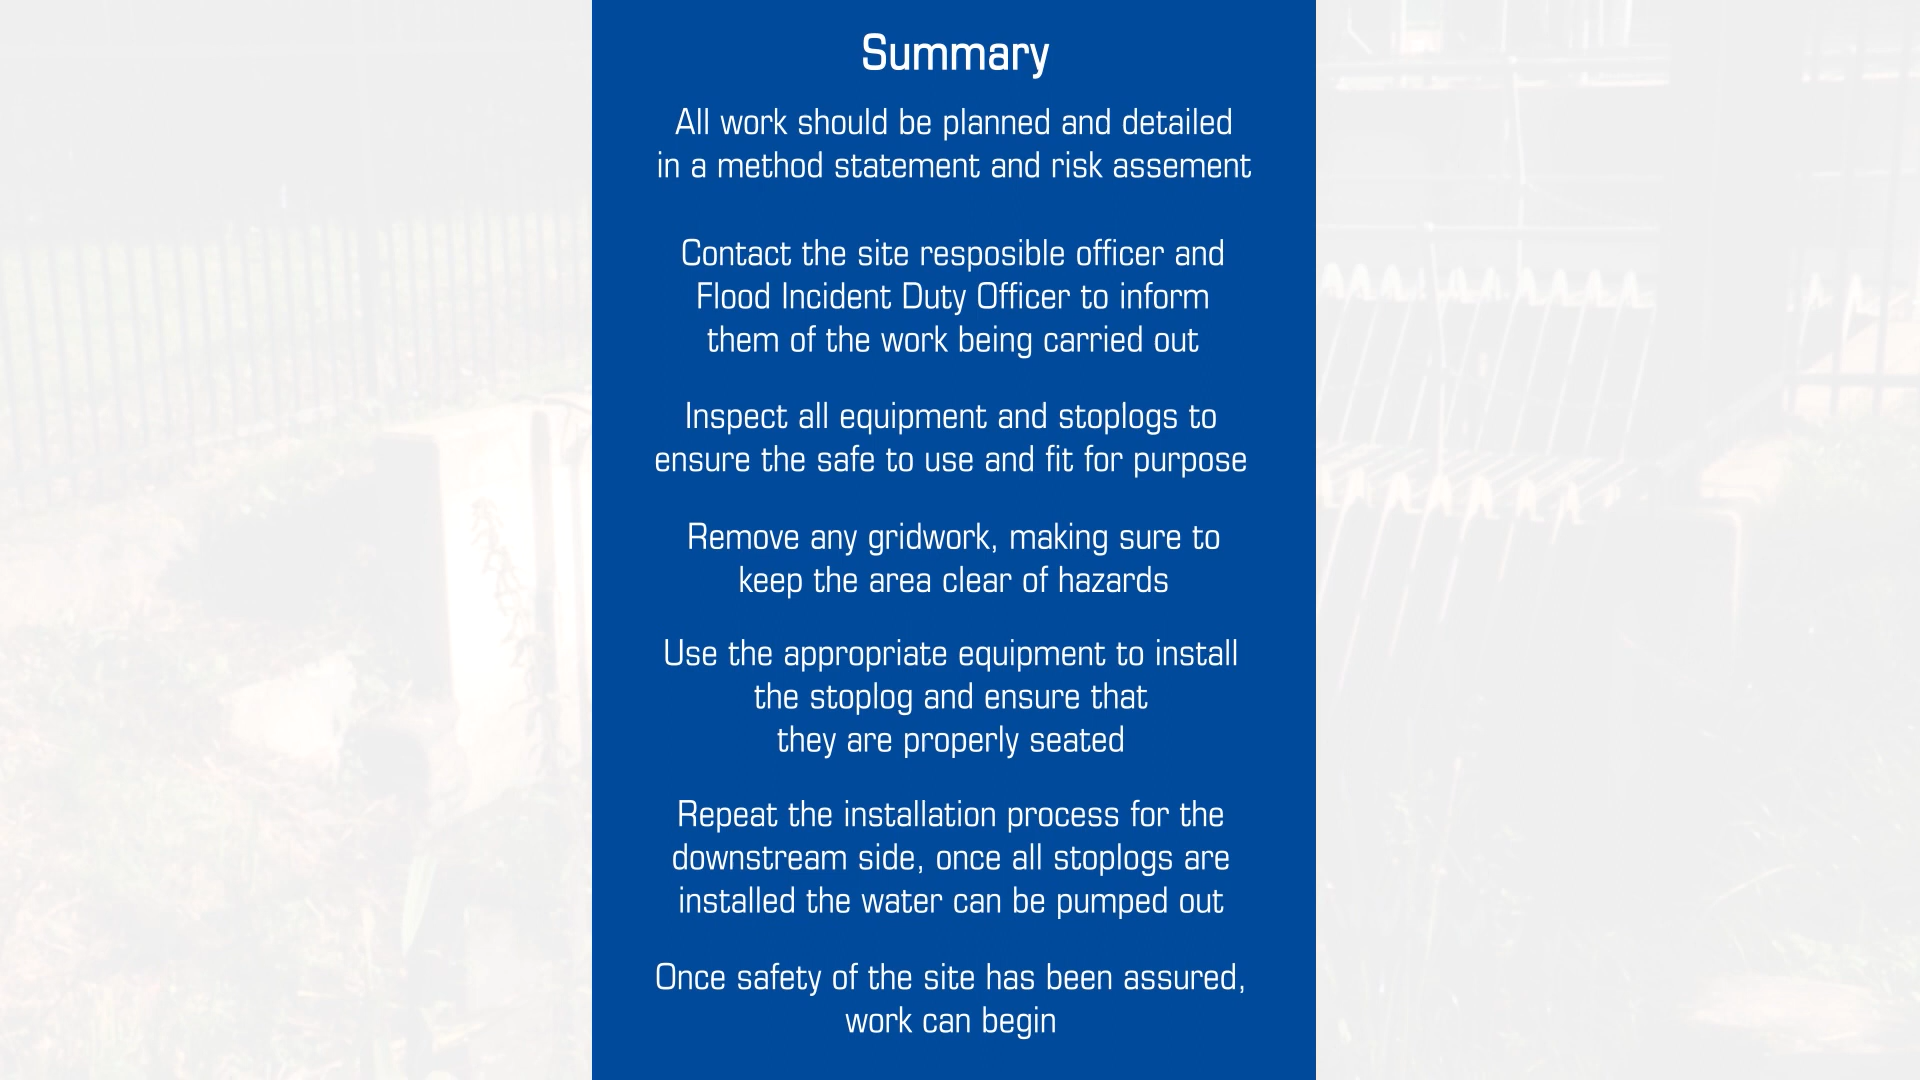 Summary
All work should be planned and detailed
in a method statement and risk assement
Contact the site resposible officer and
Flood Incident Duty Officer to inform
them of the work being carried out
Inspect all equipment and stoplogs to
ensure the safe to use and fit for purpose
Remove any gridwork, making sure to
keep the area clear of hazards
Use the appropriate equipment to install
the stoplog and ensure that
they are properly seated
Repeat the installation process for the
downstream side, once all stoplogs are
installed the water can be pumped out
Once safety of the site has been assured,
work can begin